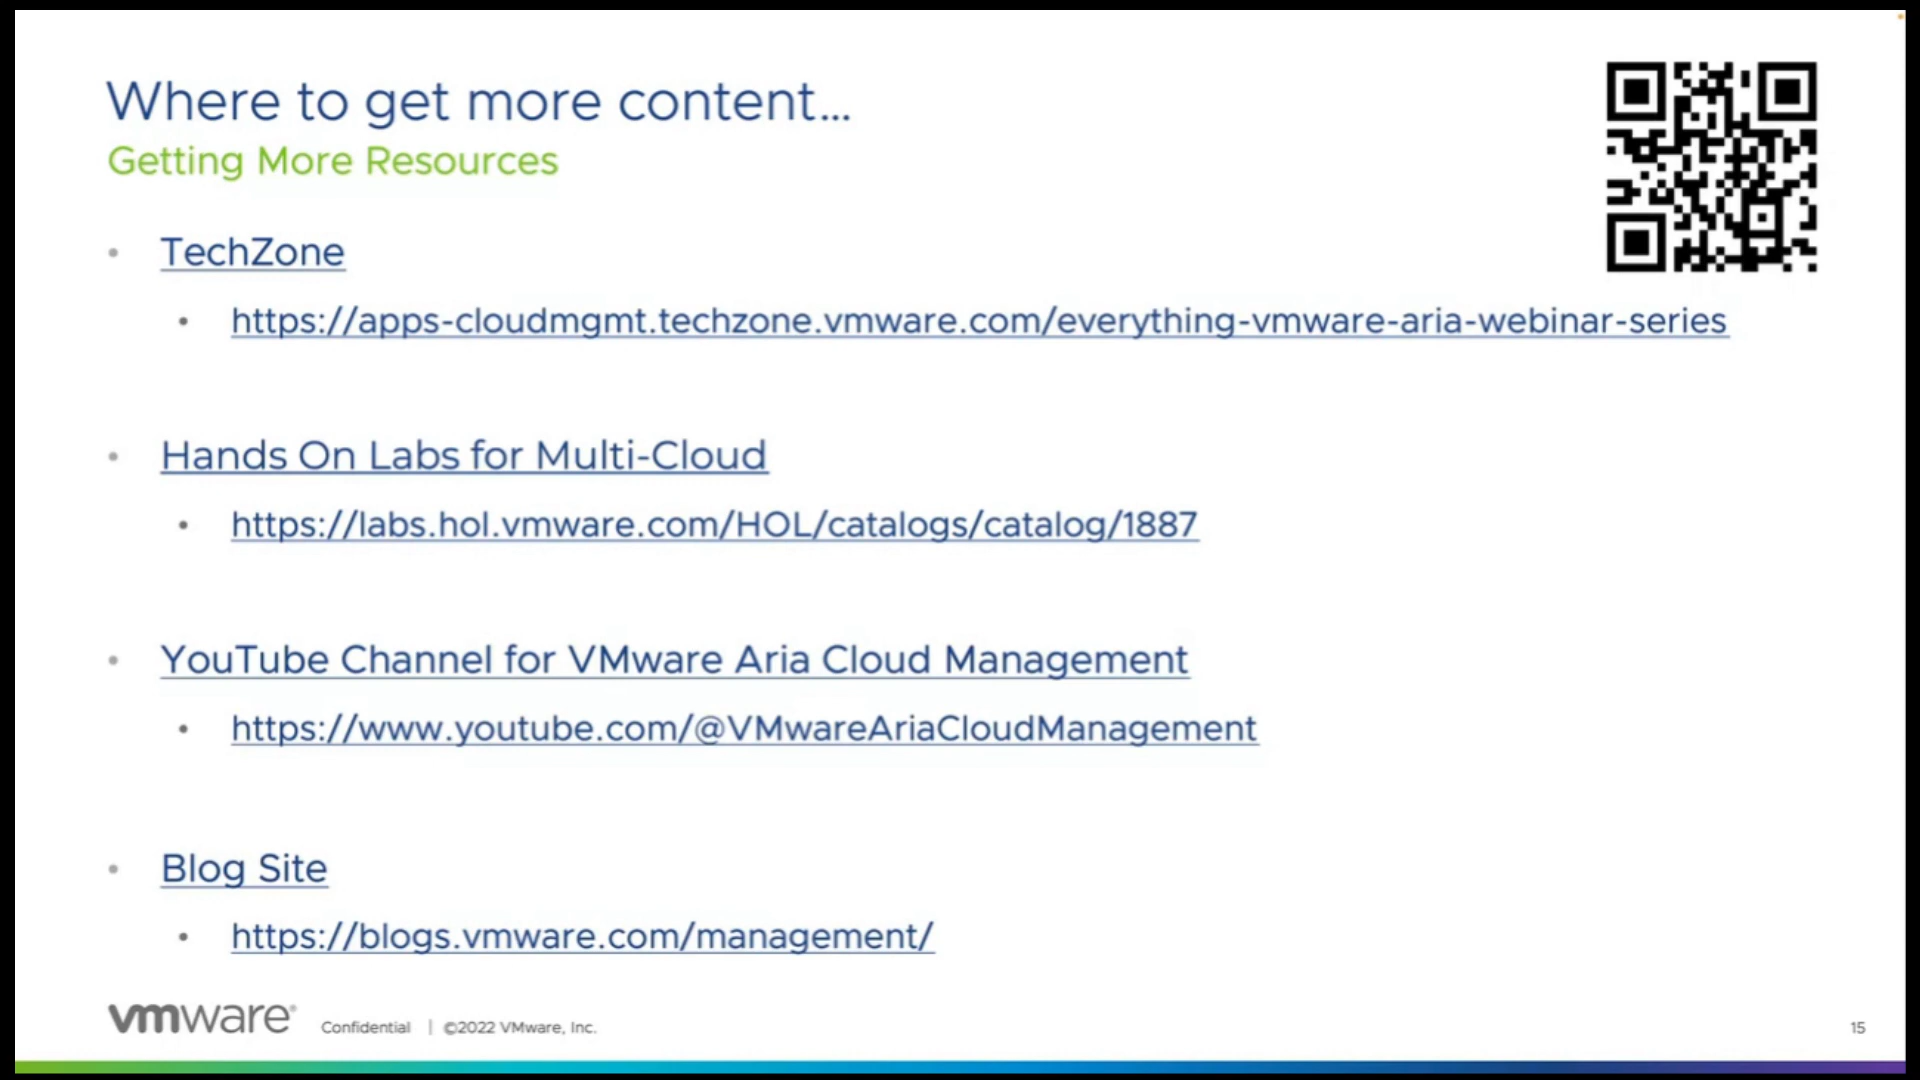 Where to get more content...
Getting More Resources
• TechZone
• https://apps-cloudmgmt.techzone.vmware.com/everything-vmware-aria-webinar-series
• Hands On Labs for Multi-Cloud
• https://labs.hol.vmware.com/HOL/catalogs/catalog/1887
• YouTube Channel for VMware Aria Cloud Management
• https://www.youtube.com/@VMwareAriaCloudManagement
• Blog Site
• https://blogs.vmware.com/management/
vmware® Confidential | ©2022 VMware, Inc. 15